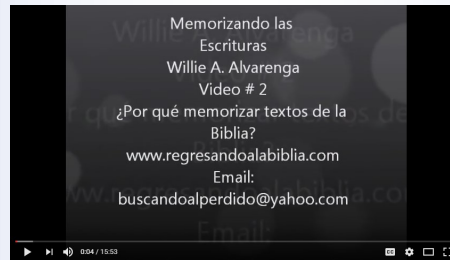 Memorizando las
Escrituras
Willie A. Alvarenga
Video # 2
¿Por qué memorizar textos de la
Biblia?
www.regresandoalabiblia.com
Email:
buscandoalperdido@yahoo.com
0:04 / 15:53
CC